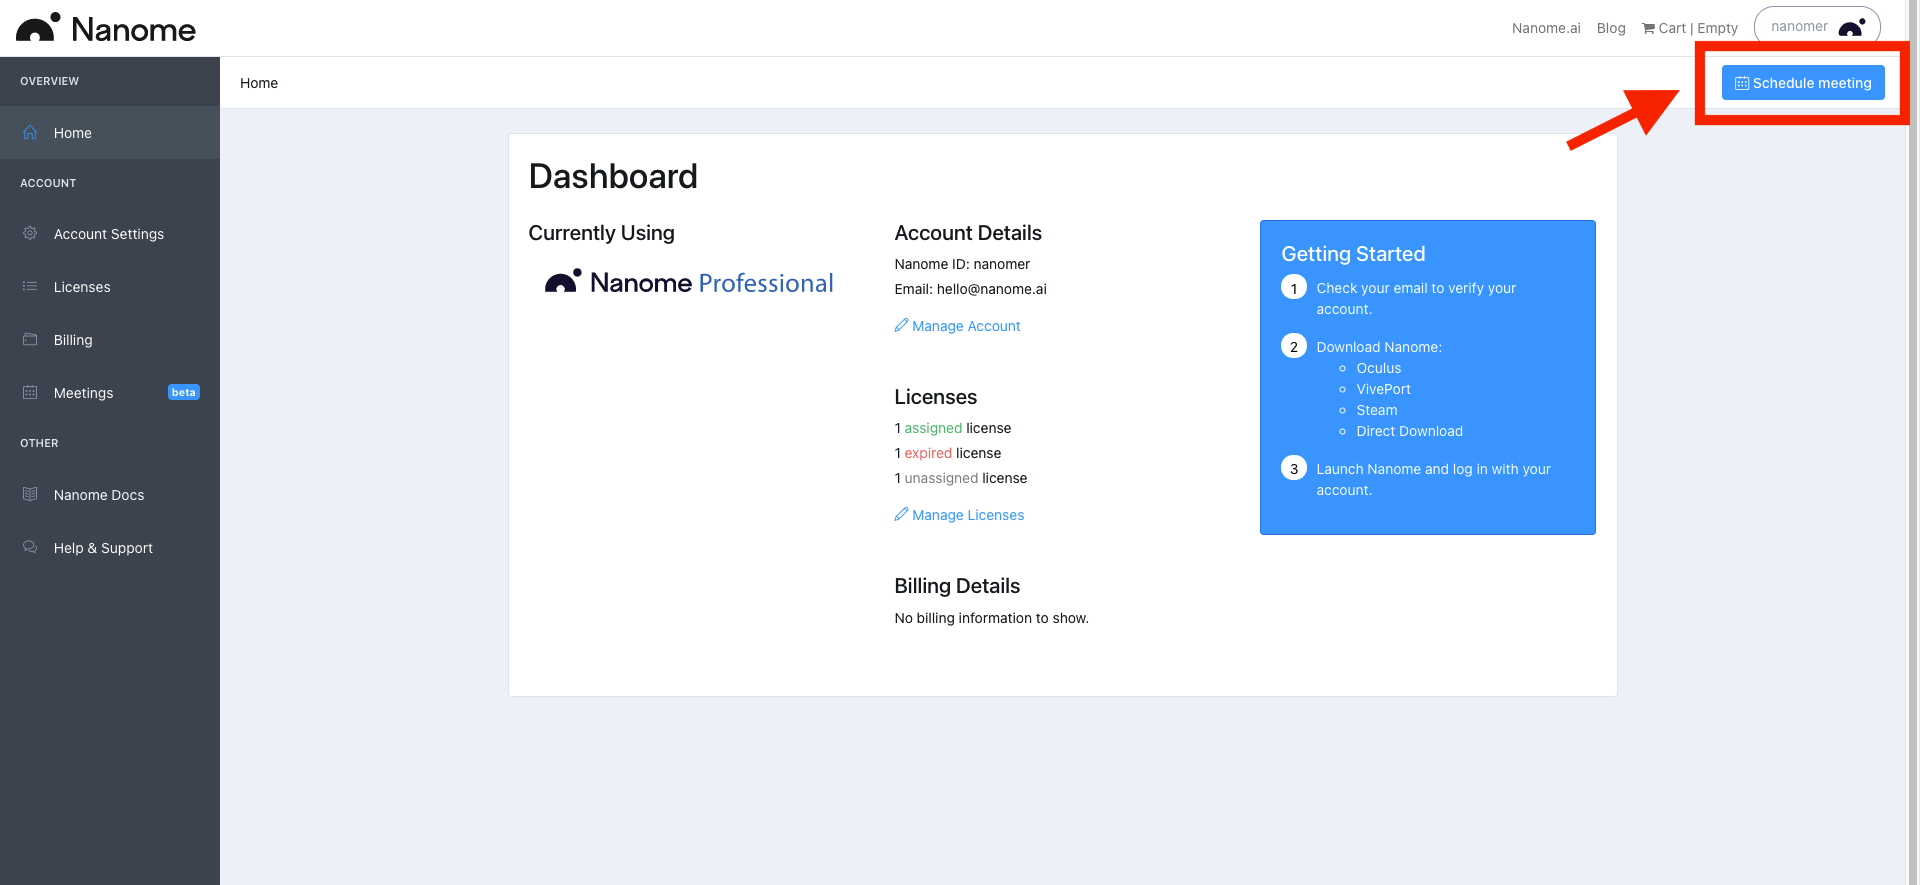 Nanome
Nanome.ai Blog Cart | Empty nanomer
OVERVIEW
Home
ACCOUNT
Account Settings
Licenses
Billing
Meetings beta
OTHER
Nanome Docs
Help & Support
Home
Schedule meeting
Dashboard
Currently Using
Nanome Professional
Account Details
Nanome ID: nanomer
Email: hello@nanome.ai
Manage Account
Licenses
1 assigned license
1 expired license
1 unassigned license
Manage Licenses
Billing Details
No billing information to show.
Getting Started
1 Check your email to verify your
account.
2 Download Nanome:
Oculus
VivePort
Steam
Direct Download
3 Launch Nanome and log in with your
account.